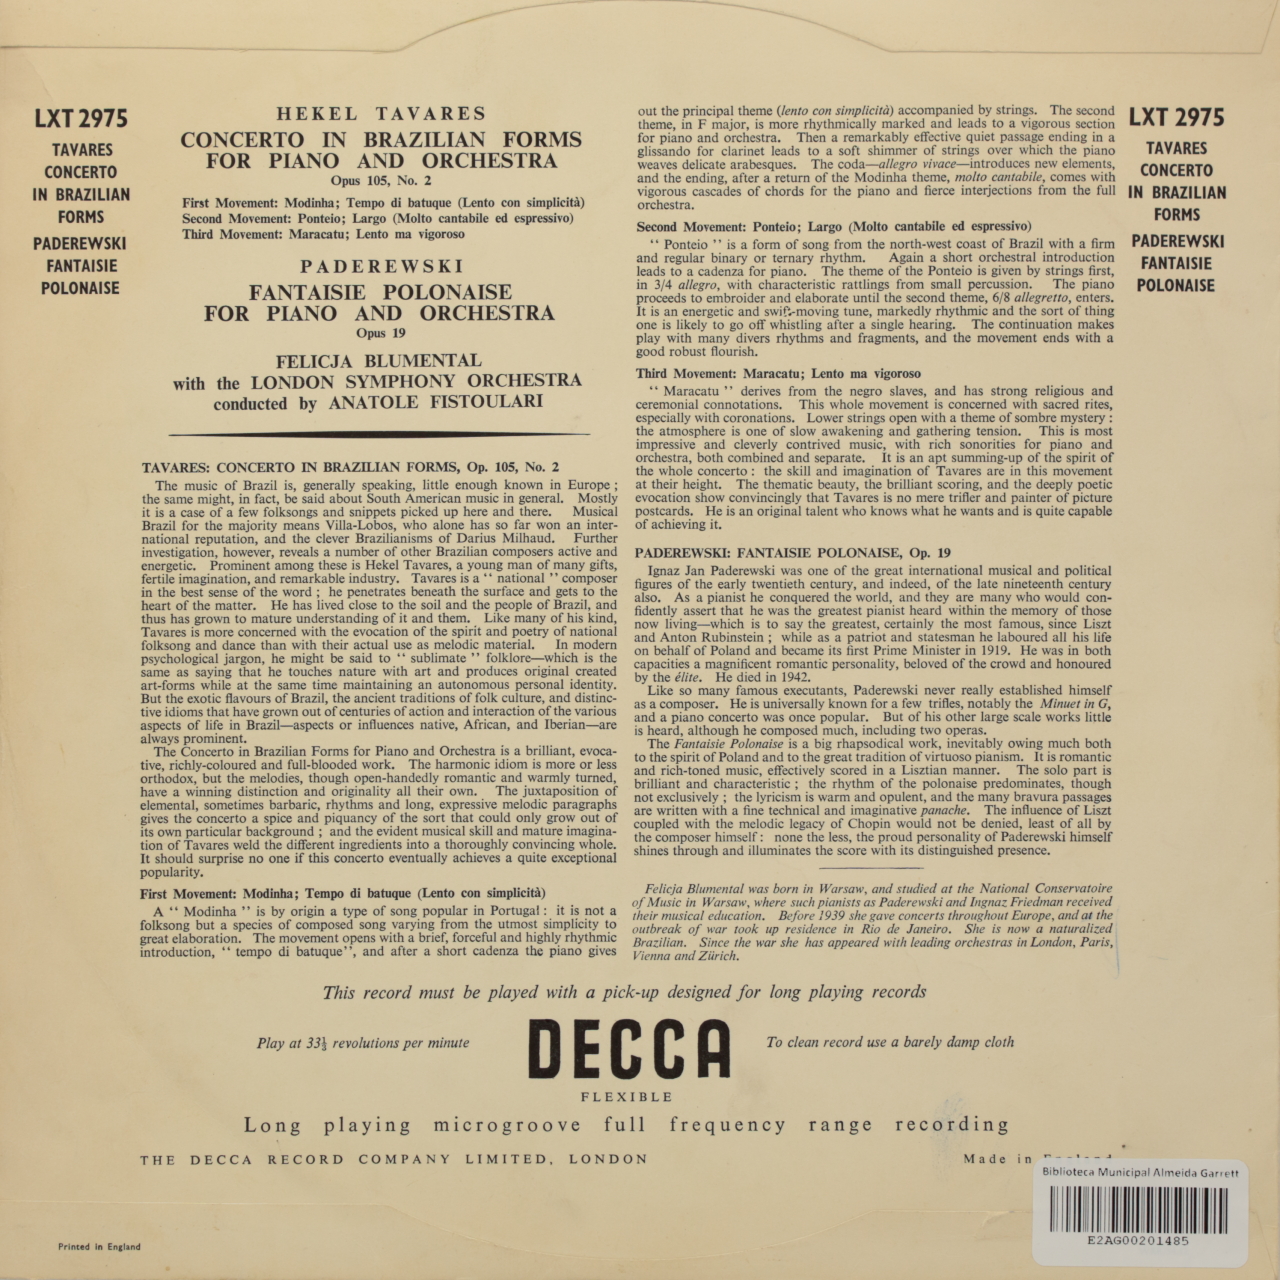 LXT 2975
TAVARES
CONCERTO
IN BRAZILIAN
FORMS
PADEREWSKI
FANTAISIE
POLONAISE
HEKEL TAVARES
CONCERTO IN BRAZILIAN FORMS
FOR PIANO AND ORCHESTRA
Opus 105, No. 2
First Movement: Modinha; Tempo di batuque (Lento con simplicità)
Second Movement: Ponteio; Largo (Molto cantabile ed espressivo)
Third Movement: Maracatu; Lento ma vigoroso
PADEREWSKI
FANTAISIE POLONAISE
FOR PIANO AND ORCHESTRA
Opus 19
FELICJA BLUMENTAL
with the LONDON SYMPHONY ORCHESTRA
conducted by ANATOLE FISTOULARI
TAVARES: CONCERTO IN BRAZILIAN FORMS, Op. 105, No. 2
The music of Brazil is, generally speaking, little enough known in Europe ;
the same might, in fact, be said about South American music in general. Mostly
it is a case of a few folksongs and snippets picked up here and there. Musical
Brazil for the majority means Villa-Lobos, who alone has so far won an inter-
national reputation, and the clever Brazilianisms of Darius Milhaud. Further
investigation, however, reveals a number of other Brazilian composers active and
energetic. Prominent among these is Hekel Tavares, a young man of many gifts,
fertile imagination, and remarkable industry. Tavares is a “ national ” composer
in the best sense of the word ; he penetrates beneath the surface and gets to the
heart of the matter. He has lived close to the soil and the people of Brazil, and
thus has grown to mature understanding of it and them. Like many of his kind,
Tavares is more concerned with the evocation of the spirit and poetry of national
folksong and dance than with their actual use as melodic material. In modern
psychological jargon, he might be said to “ sublimate ” folklore—which is the
same as saying that he touches nature with art and produces original created
art-forms while at the same time maintaining an autonomous personal identity.
But the exotic flavours of Brazil, the ancient traditions of folk culture, and distinc-
tive idioms that have grown out of centuries of action and interaction of the various
aspects of life in Brazil—aspects or influences native, African, and Iberian—are
always prominent.
The Concerto in Brazilian Forms for Piano and Orchestra is a brilliant, evoca-
tive, richly-coloured and full-blooded work. The harmonic idiom is more or less
orthodox, but the melodies, though open-handedly romantic and warmly turned,
have a winning distinction and originality all their own. The juxtaposition of
elemental, sometimes barbaric, rhythms and long, expressive melodic paragraphs
gives the concerto a spice and piquancy of the sort that could only grow out of
its own particular background ; and the evident musical skill and mature imagina-
tion of Tavares weld the different ingredients into a thoroughly convincing whole.
It should surprise no one if this concerto eventually achieves a quite exceptional
popularity.
First Movement: Modinha; Tempo di batuque (Lento con simplicità)
A “ Modinha ” is by origin a type of song popular in Portugal : it is not a
folksong but a species of composed song varying from the utmost simplicity to
great elaboration. The movement opens with a brief, forceful and highly rhythmic
introduction, “ tempo di batuque”, and after a short cadenza the piano gives
out the principal theme (lento con simplicità) accompanied by strings. The second
theme, in F major, is more rhythmically marked and leads to a vigorous section
for piano and orchestra. Then a remarkably effective quiet passage ending in a
glissando for clarinet leads to a soft shimmer of strings over which the piano
weaves delicate arabesques. The coda—allegro vivace—introduces new elements,
and the ending, after a return of the Modinha theme, molto cantabile, comes with
vigorous cascades of chords for the piano and fierce interjections from the full
orchestra.
Second Movement: Ponteio; Largo (Molto cantabile ed espressivo)
“ Ponteio ” is a form of song from the north-west coast of Brazil with a firm
and regular binary or ternary rhythm. Again a short orchestral introduction
leads to a cadenza for piano. The theme of the Ponteio is given by strings first,
in 3/4 allegro, with characteristic rattlings from small percussion. The piano
proceeds to embroider and elaborate until the second theme, 6/8 allegretto, enters.
It is an energetic and swift-moving tune, markedly rhythmic and the sort of thing
one is likely to go off whistling after a single hearing. The continuation makes
play with many divers rhythms and fragments, and the movement ends with a
good robust flourish.
Third Movement: Maracatu; Lento ma vigoroso
“ Maracatu ” derives from the negro slaves, and has strong religious and
ceremonial connotations. This whole movement is concerned with sacred rites,
especially with coronations. Lower strings open with a theme of sombre mystery :
the atmosphere is one of slow awakening and gathering tension. This is most
impressive and cleverly contrived music, with rich sonorities for piano and
orchestra, both combined and separate. It is an apt summing-up of the spirit of
the whole concerto : the skill and imagination of Tavares are in this movement
at their height. The thematic beauty, the brilliant scoring, and the deeply poetic
evocation show convincingly that Tavares is no mere trifler and painter of picture
postcards. He is an original talent who knows what he wants and is quite capable
of achieving it.
PADEREWSKI: FANTAISIE POLONAISE, Op. 19
Ignaz Jan Paderewski was one of the great international musical and political
figures of the early twentieth century, and indeed, of the late nineteenth century
also. As a pianist he conquered the world, and they are many who would con-
fidently assert that he was the greatest pianist heard within the memory of those
now living—which is to say the greatest, certainly the most famous, since Liszt
and Anton Rubinstein ; while as a patriot and statesman he laboured all his life
on behalf of Poland and became its first Prime Minister in 1919. He was in both
capacities a magnificent romantic personality, beloved of the crowd and honoured
by the élite. He died in 1942.
Like so many famous executants, Paderewski never really established himself
as a composer. He is universally known for a few trifles, notably the Minuet in G,
and a piano concerto was once popular. But of his other large scale works little
is heard, although he composed much, including two operas.
The Fantaisie Polonaise is a big rhapsodical work, inevitably owing much both
to the spirit of Poland and to the great tradition of virtuoso pianism. It is romantic
and rich-toned music, effectively scored in a Lisztian manner. The solo part is
brilliant and characteristic ; the rhythm of the polonaise predominates, though
not exclusively ; the lyricism is warm and opulent, and the many bravura passages
are written with a fine technical and imaginative panache. The influence of Liszt
coupled with the melodic legacy of Chopin would not be denied, least of all by
the composer himself : none the less, the proud personality of Paderewski himself
shines through and illuminates the score with its distinguished presence.
Felicja Blumental was born in Warsaw, and studied at the National Conservatoire
of Music in Warsaw, where such pianists as Paderewski and Ingnaz Friedman received
their musical education. Before 1939 she gave concerts throughout Europe, and at the
outbreak of war took up residence in Rio de Janeiro. She is now a naturalized
Brazilian. Since the war she has appeared with leading orchestras in London, Paris,
Vienna and Zürich.
LXT 2975
TAVARES
CONCERTO
IN BRAZILIAN
FORMS
PADEREWSKI
FANTAISIE
POLONAISE
This record must be played with a pick-up designed for long playing records
Play at 33⅓ revolutions per minute
DECCA
To clean record use a barely damp cloth
FLEXIBLE
Long playing microgroove full frequency range recording
THE DECCA RECORD COMPANY LIMITED, LONDON
Made in
Biblioteca Municipal Almeida Garrett
E2AG00201485
Printed in England